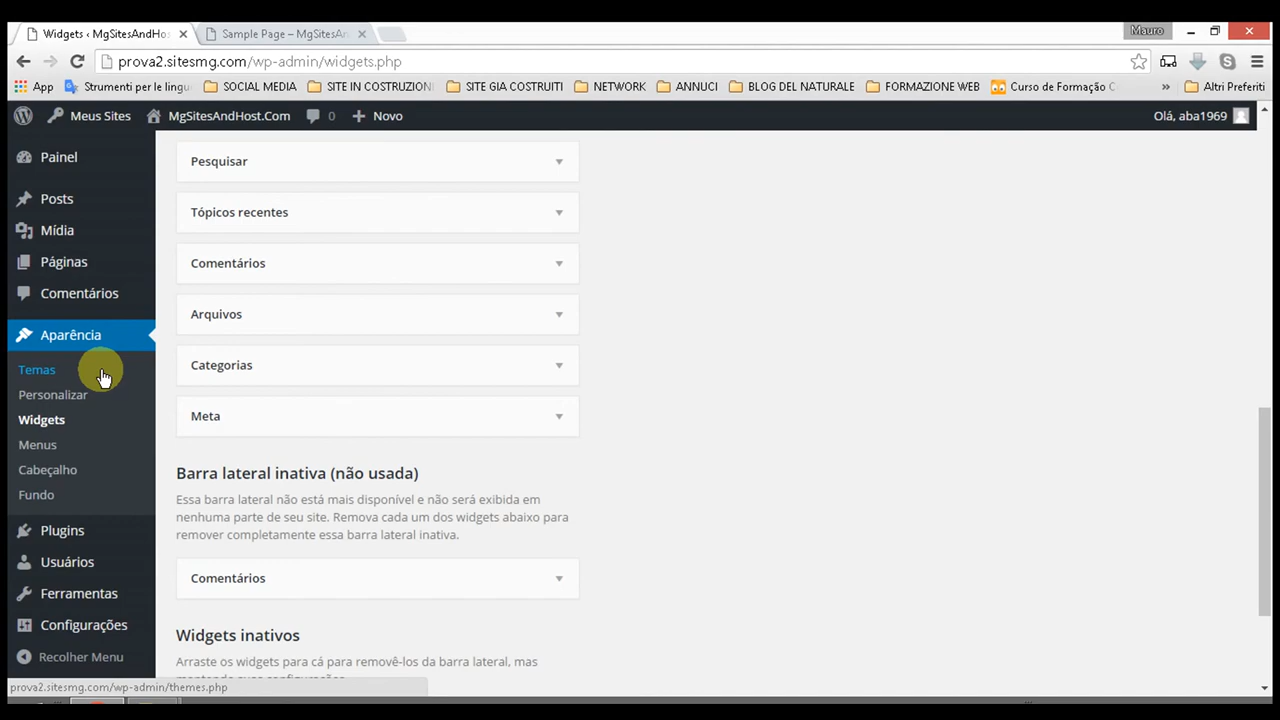 Widgets ‹ MgSitesAndHos
Sample Page – MgSitesAn
Mauro
prova2.sitesmg.com/wp-admin/widgets.php
App
Strumenti per le lingu
SOCIAL MEDIA
SITE IN COSTRUZION
SITE GIA COSTRUITI
NETWORK
ANNUCI
BLOG DEL NATURALE
FORMAZIONE WEB
Curso de Formação C
»
Altri Preferiti
Meus Sites
MgSitesAndHost.Com
0
Novo
Olá, aba1969
Painel
Posts
Mídia
Páginas
Comentários
Aparência
Temas
Personalizar
Widgets
Menus
Cabeçalho
Fundo
Plugins
Usuários
Ferramentas
Configurações
Recolher Menu
Pesquisar
Tópicos recentes
Comentários
Arquivos
Categorias
Meta
Barra lateral inativa (não usada)
Essa barra lateral não está mais disponível e não será exibida em
nenhuma parte de seu site. Remova cada um dos widgets abaixo para
remover completamente essa barra lateral inativa.
Comentários
Widgets inativos
Arraste os widgets para cá para removê-los da barra lateral, mas
prova2.sitesmg.com/wp-admin/themes.php